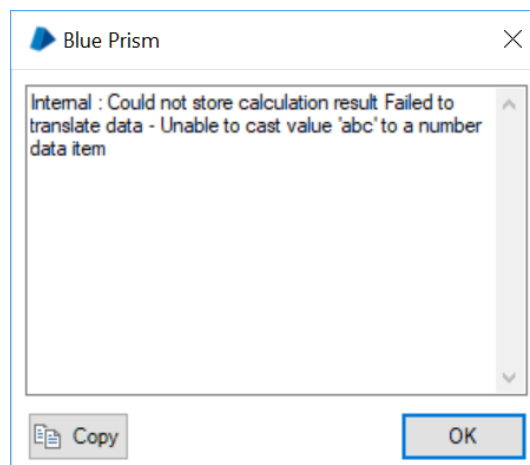 Blue Prism
Internal : Could not store calculation result Failed to
translate data - Unable to cast value 'abc' to a number
data item
Copy
OK